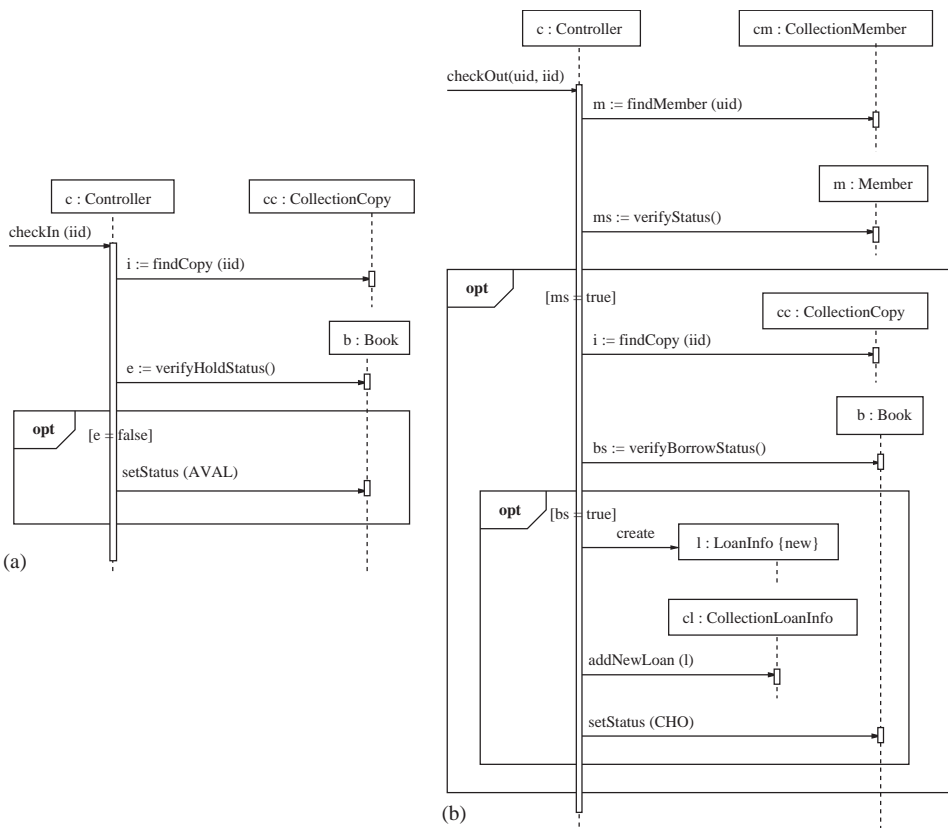 c : Controller
cc : CollectionCopy
checkIn (iid)
i := findCopy (iid)
b : Book
e := verifyHoldStatus()
opt
[e = false]
setStatus (AVAL)
(a)
c : Controller
cm : CollectionMember
checkOut(uid, iid)
m := findMember (uid)
m : Member
ms := verifyStatus()
opt
[ms = true]
cc : CollectionCopy
i := findCopy (iid)
b : Book
bs := verifyBorrowStatus()
opt
[bs = true]
create
l : LoanInfo {new}
cl : CollectionLoanInfo
addNewLoan (l)
setStatus (CHO)
(b)